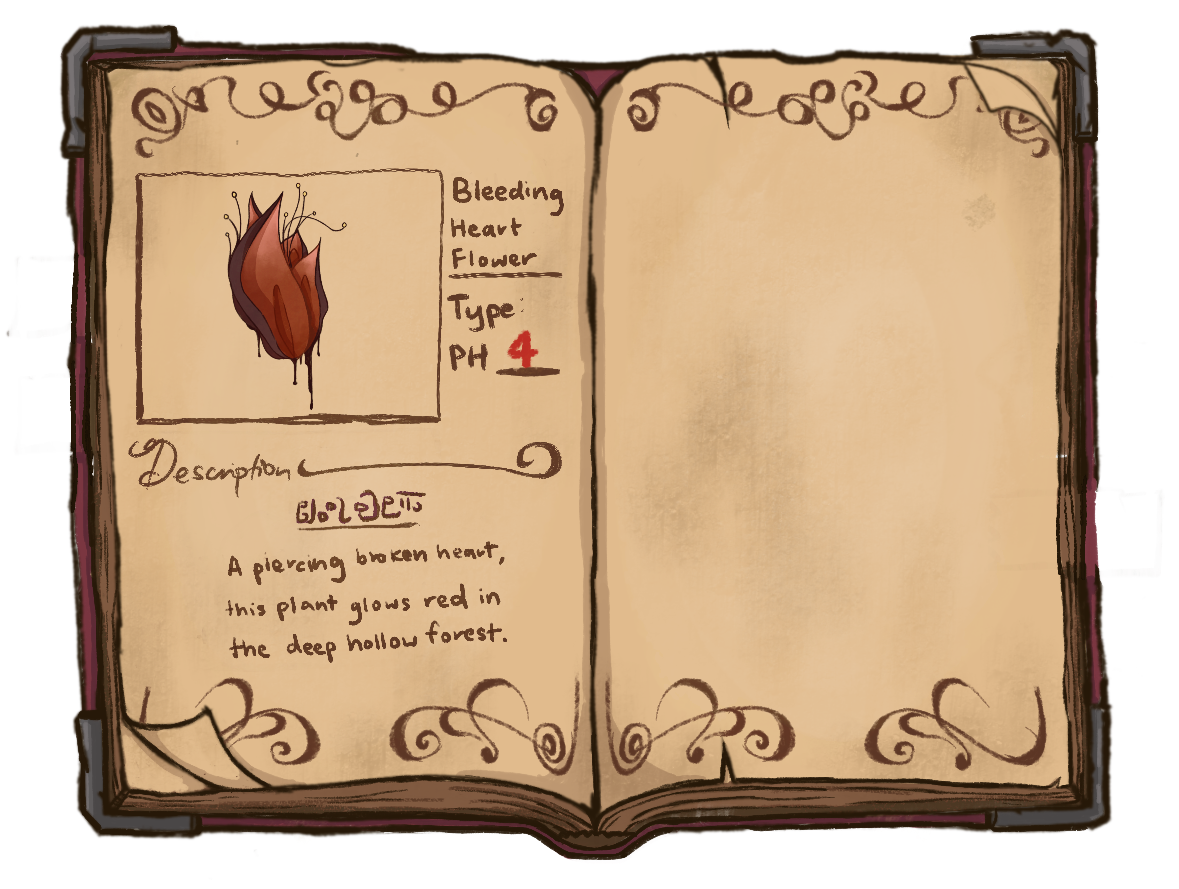 Bleeding
Heart
Flower
Type:
PH 4
Description
A piercing broken heart,
this plant glows red in
the deep hollow forest.